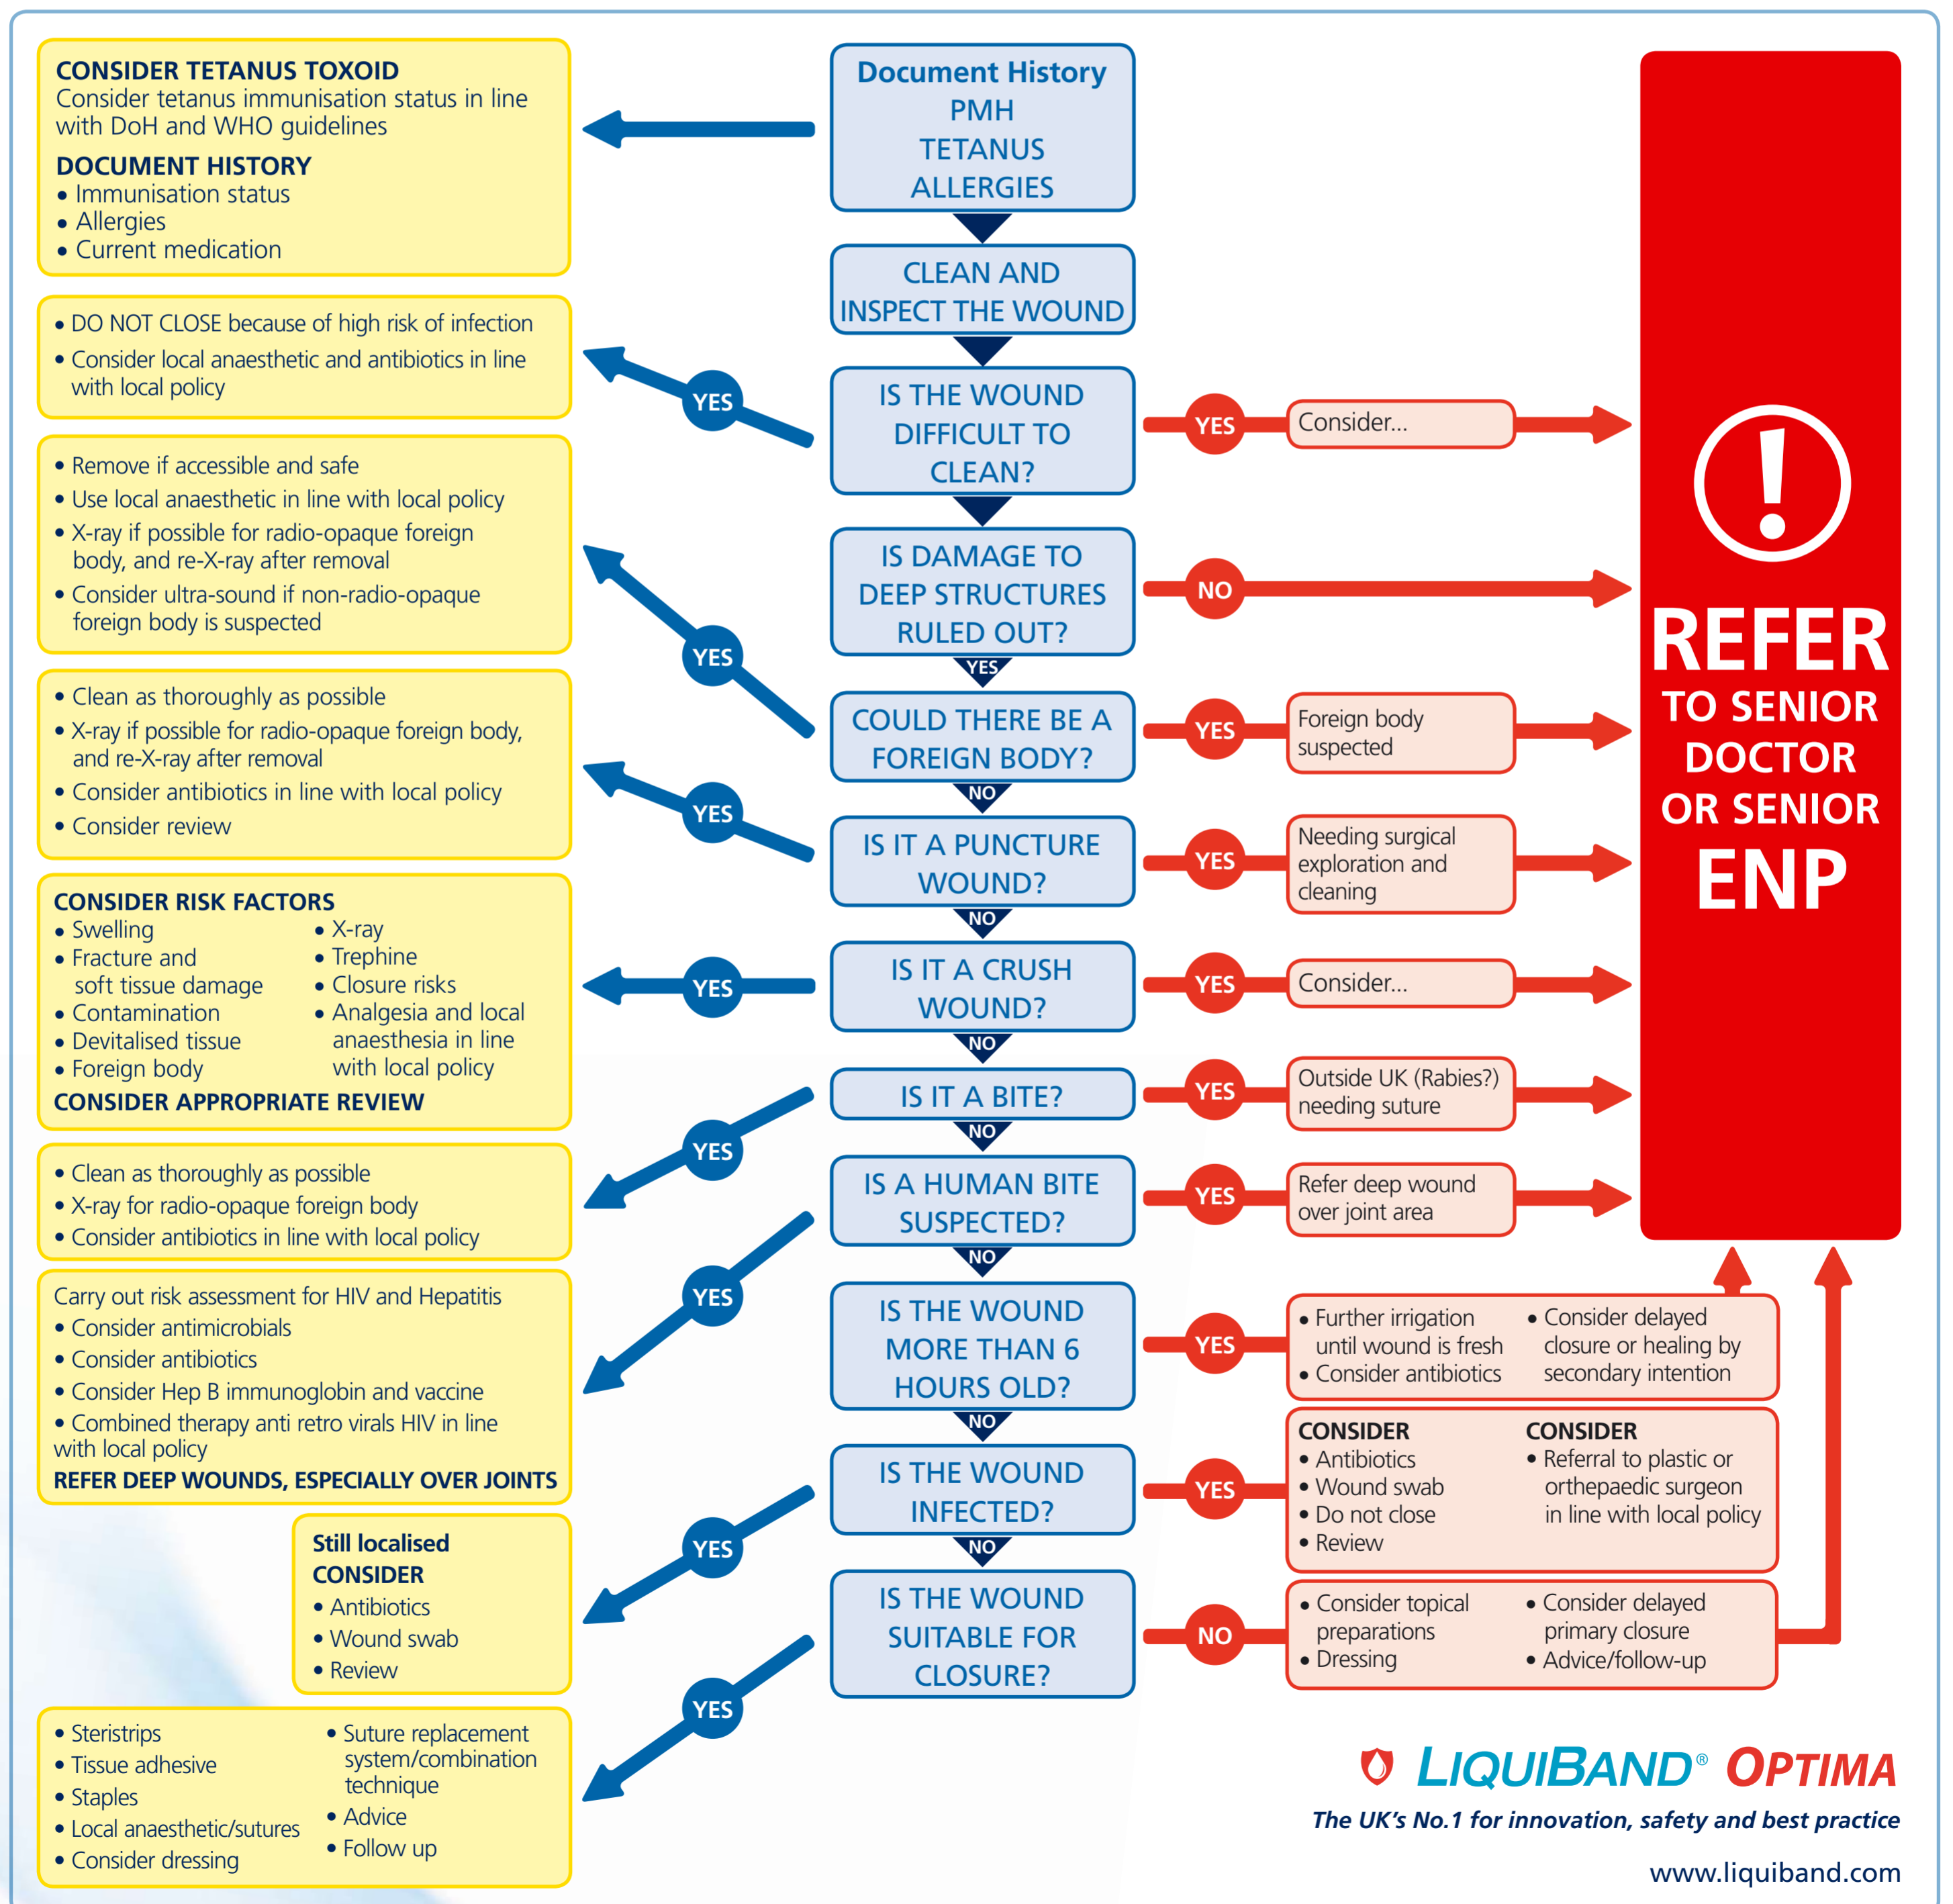 CONSIDER TETANUS TOXOID
Consider tetanus immunisation status in line
with DoH and WHO guidelines
DOCUMENT HISTORY
• Immunisation status
• Allergies
• Current medication
Document History
PMH
TETANUS
ALLERGIES
CLEAN AND
INSPECT THE WOUND
• DO NOT CLOSE because of high risk of infection
• Consider local anaesthetic and antibiotics in line
with local policy
YES
IS THE WOUND
DIFFICULT TO
CLEAN?
YES
Consider...
• Remove if accessible and safe
• Use local anaesthetic in line with local policy
• X-ray if possible for radio-opaque foreign
body, and re-X-ray after removal
• Consider ultra-sound if non-radio-opaque
foreign body is suspected
YES
IS DAMAGE TO
DEEP STRUCTURES
RULED OUT?
NO
YES
COULD THERE BE A
FOREIGN BODY?
YES
Foreign body
suspected
NO
• Clean as thoroughly as possible
• X-ray if possible for radio-opaque foreign body,
and re-X-ray after removal
• Consider antibiotics in line with local policy
• Consider review
YES
IS IT A PUNCTURE
WOUND?
YES
Needing surgical
exploration and
cleaning
NO
CONSIDER RISK FACTORS
• Swelling
• Fracture and
soft tissue damage
• Contamination
• Devitalised tissue
• Foreign body
• X-ray
• Trephine
• Closure risks
• Analgesia and local
anaesthesia in line
with local policy
CONSIDER APPROPRIATE REVIEW
YES
IS IT A CRUSH
WOUND?
YES
Consider...
NO
• Clean as thoroughly as possible
• X-ray for radio-opaque foreign body
• Consider antibiotics in line with local policy
YES
IS IT A BITE?
YES
Outside UK (Rabies?)
needing suture
NO
Carry out risk assessment for HIV and Hepatitis
• Consider antimicrobials
• Consider antibiotics
• Consider Hep B immunoglobin and vaccine
• Combined therapy anti retro virals HIV in line
with local policy
REFER DEEP WOUNDS, ESPECIALLY OVER JOINTS
YES
IS A HUMAN BITE
SUSPECTED?
YES
Refer deep wound
over joint area
NO
IS THE WOUND
MORE THAN 6
HOURS OLD?
YES
• Further irrigation
until wound is fresh
• Consider antibiotics
• Consider delayed
closure or healing by
secondary intention
NO
Still localised
CONSIDER
• Antibiotics
• Wound swab
• Review
YES
IS THE WOUND
INFECTED?
YES
CONSIDER
• Antibiotics
• Wound swab
• Do not close
• Review
CONSIDER
• Referral to plastic or
orthepaedic surgeon
in line with local policy
NO
• Steristrips
• Tissue adhesive
• Staples
• Local anaesthetic/sutures
• Consider dressing
• Suture replacement
system/combination
technique
• Advice
• Follow up
YES
IS THE WOUND
SUITABLE FOR
CLOSURE?
NO
• Consider topical
preparations
• Dressing
• Consider delayed
primary closure
• Advice/follow-up
!
REFER
TO SENIOR
DOCTOR
OR SENIOR
ENP
LIQUIBAND® OPTIMA
The UK's No.1 for innovation, safety and best practice
www.liquiband.com